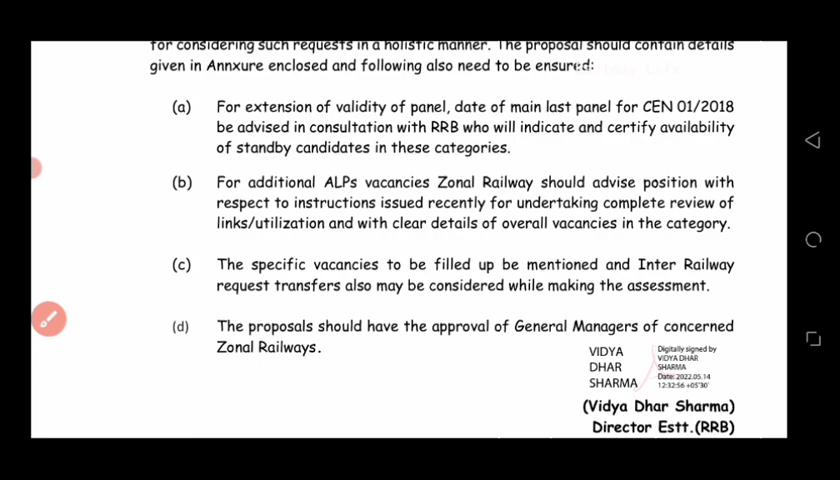 for considering such requests in a holistic manner. The proposal should contain details
given in Annxure enclosed and following also need to be ensured:
(a) For extension of validity of panel, date of main last panel for CEN 01/2018
be advised in consultation with RRB who will indicate and certify availability
of standby candidates in these categories.
(b) For additional ALPs vacancies Zonal Railway should advise position with
respect to instructions issued recently for undertaking complete review of
links/utilization and with clear details of overall vacancies in the category.
(c) The specific vacancies to be filled up be mentioned and Inter Railway
request transfers also may be considered while making the assessment.
(d) The proposals should have the approval of General Managers of concerned
Zonal Railways.
VIDYA
DHAR
SHARMA
Digitally signed by
VIDYA DHAR
SHARMA
Date: 2022.05.14
12:32:56 +05'30'
(Vidya Dhar Sharma)
Director Estt.(RRB)